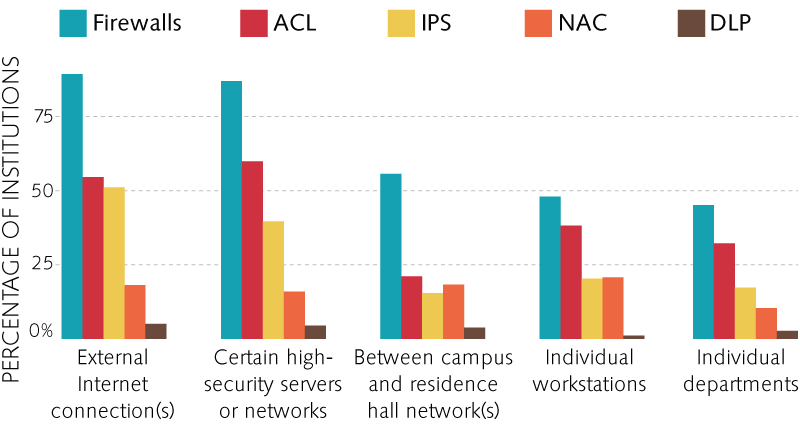 Firewalls ACL IPS NAC DLP
PERCENTAGE OF INSTITUTIONS
75
50
25
0%
External
Internet
connection(s)
Certain high-
security servers
or networks
Between campus
and residence
hall network(s)
Individual
workstations
Individual
departments